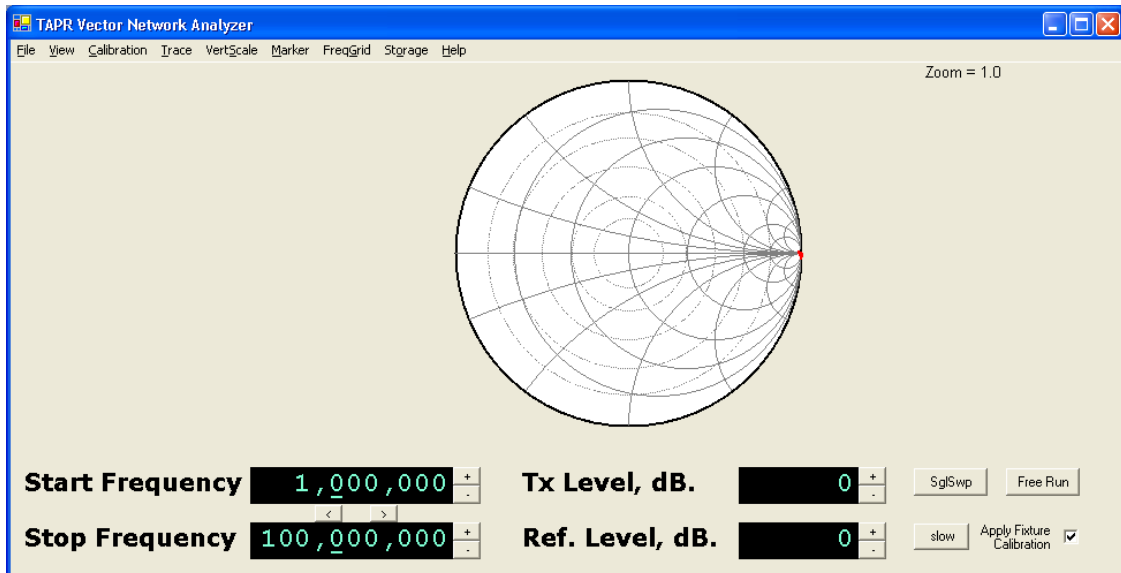 TAPR Vector Network Analyzer
File View Calibration Trace VertScale Marker FreqGrid Storage Help
Zoom = 1.0
Start Frequency 1,000,000 + - Tx Level, dB. 0 + - SglSwp Free Run
< >
Stop Frequency 100,000,000 + - Ref. Level, dB. 0 + - slow Apply Fixture Calibration